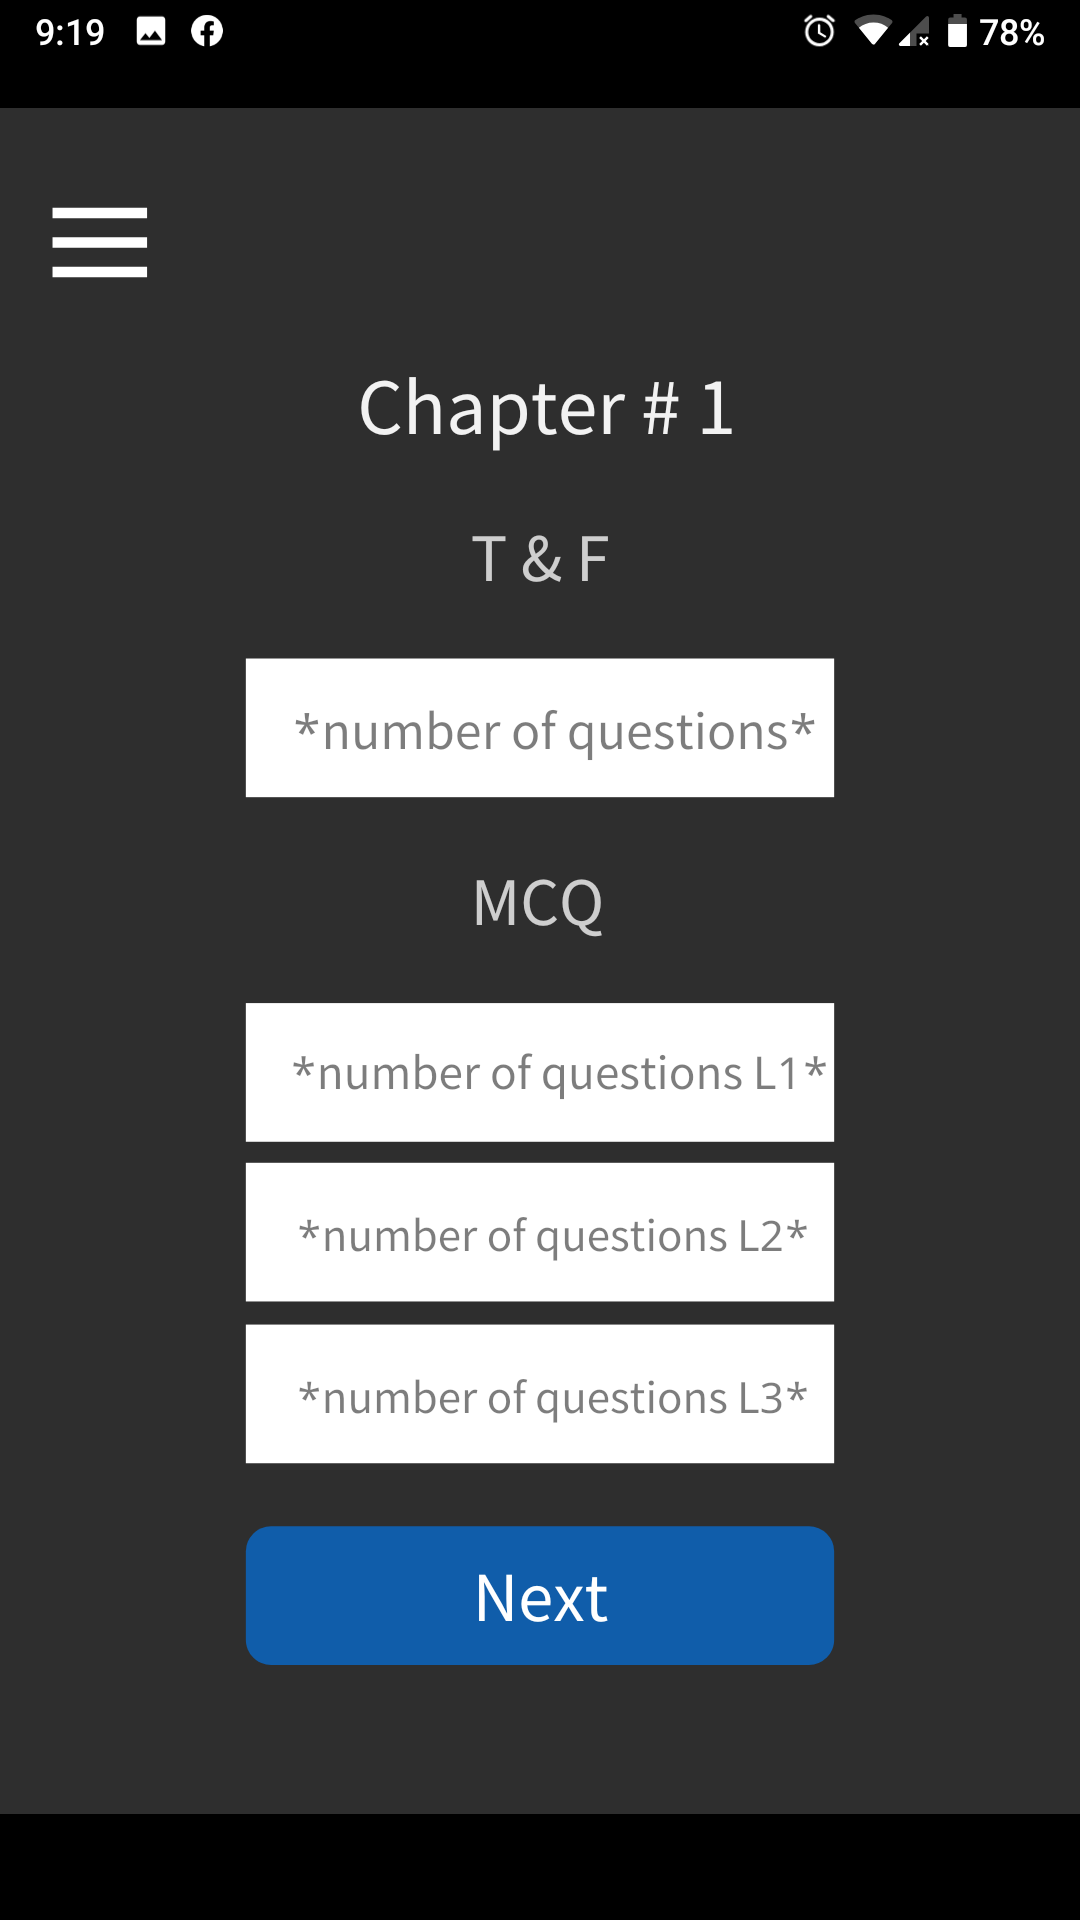 9:19 78%
Chapter # 1
T & F
*number of questions*
MCQ
*number of questions L1*
*number of questions L2*
*number of questions L3*
Next